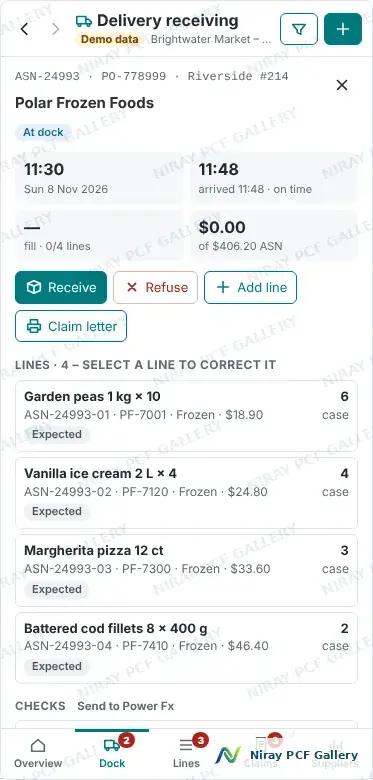 Delivery receiving
Demo data Brightwater Market – ...
ASN-24993 · PO-778999 · Riverside #214
Polar Frozen Foods
At dock
11:30
Sun 8 Nov 2026
11:48
arrived 11:48 · on time
—
fill · 0/4 lines
$0.00
of $406.20 ASN
Receive
Refuse
Add line
Claim letter
LINES · 4 – SELECT A LINE TO CORRECT IT
Garden peas 1 kg × 10 6
ASN-24993-01 · PF-7001 · Frozen · $18.90 case
Expected
Vanilla ice cream 2 L × 4 4
ASN-24993-02 · PF-7120 · Frozen · $24.80 case
Expected
Margherita pizza 12 ct 3
ASN-24993-03 · PF-7300 · Frozen · $33.60 case
Expected
Battered cod fillets 8 × 400 g 2
ASN-24993-04 · PF-7410 · Frozen · $46.40 case
Expected
CHECKS Send to Power Fx
Overview
Dock 2
Lines 3
Claims 3
Suppliers
Niray PCF Gallery
NIRAY PCF GALLERY